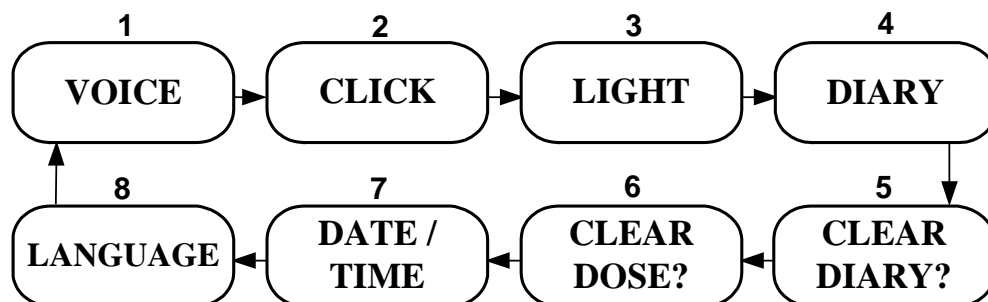 1 2 3 4
VOICE CLICK LIGHT DIARY
8 7 6 5
LANGUAGE DATE / TIME CLEAR DOSE? CLEAR DIARY?